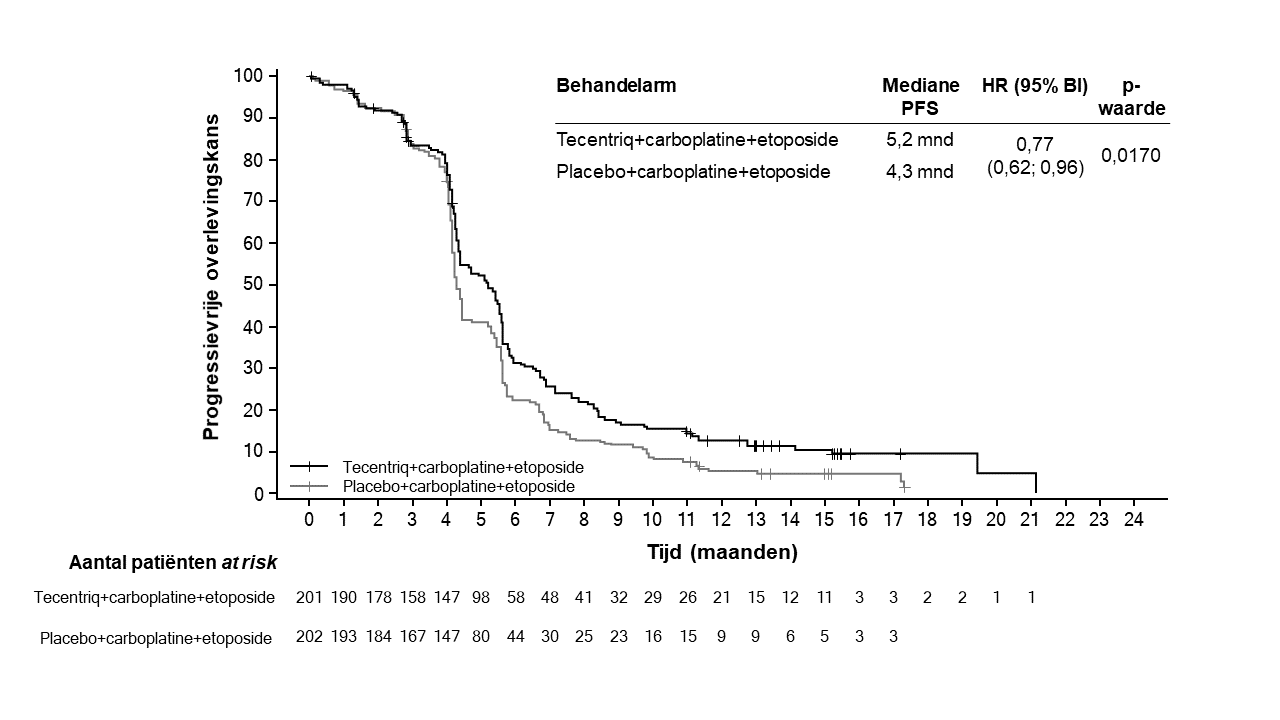 Behandelarm Mediane PFS HR (95% BI) p-waarde
Tecentriq+carboplatine+etoposide 5,2 mnd 0,77 (0,62; 0,96) 0,0170
Placebo+carboplatine+etoposide 4,3 mnd
Progressievrije overlevingskans
100
90
80
70
60
50
40
30
20
10
0
Tecentriq+carboplatine+etoposide
Placebo+carboplatine+etoposide
0 1 2 3 4 5 6 7 8 9 10 11 12 13 14 15 16 17 18 19 20 21 22 23 24
Tijd (maanden)
Aantal patiënten at risk
Tecentriq+carboplatine+etoposide 201 190 178 158 147 98 58 48 41 32 29 26 21 15 12 11 3 3 2 2 1 1
Placebo+carboplatine+etoposide 202 193 184 167 147 80 44 30 25 23 16 15 9 9 6 5 3 3